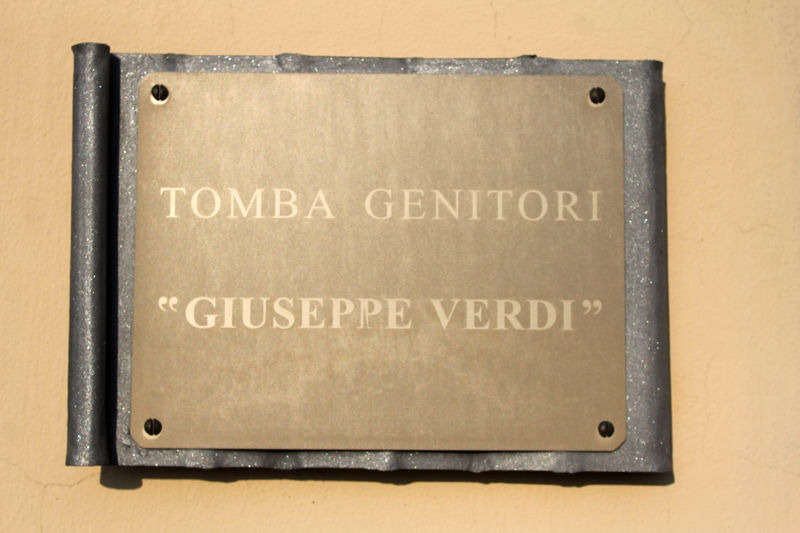 TOMBA GENITORI
“GIUSEPPE VERDI”